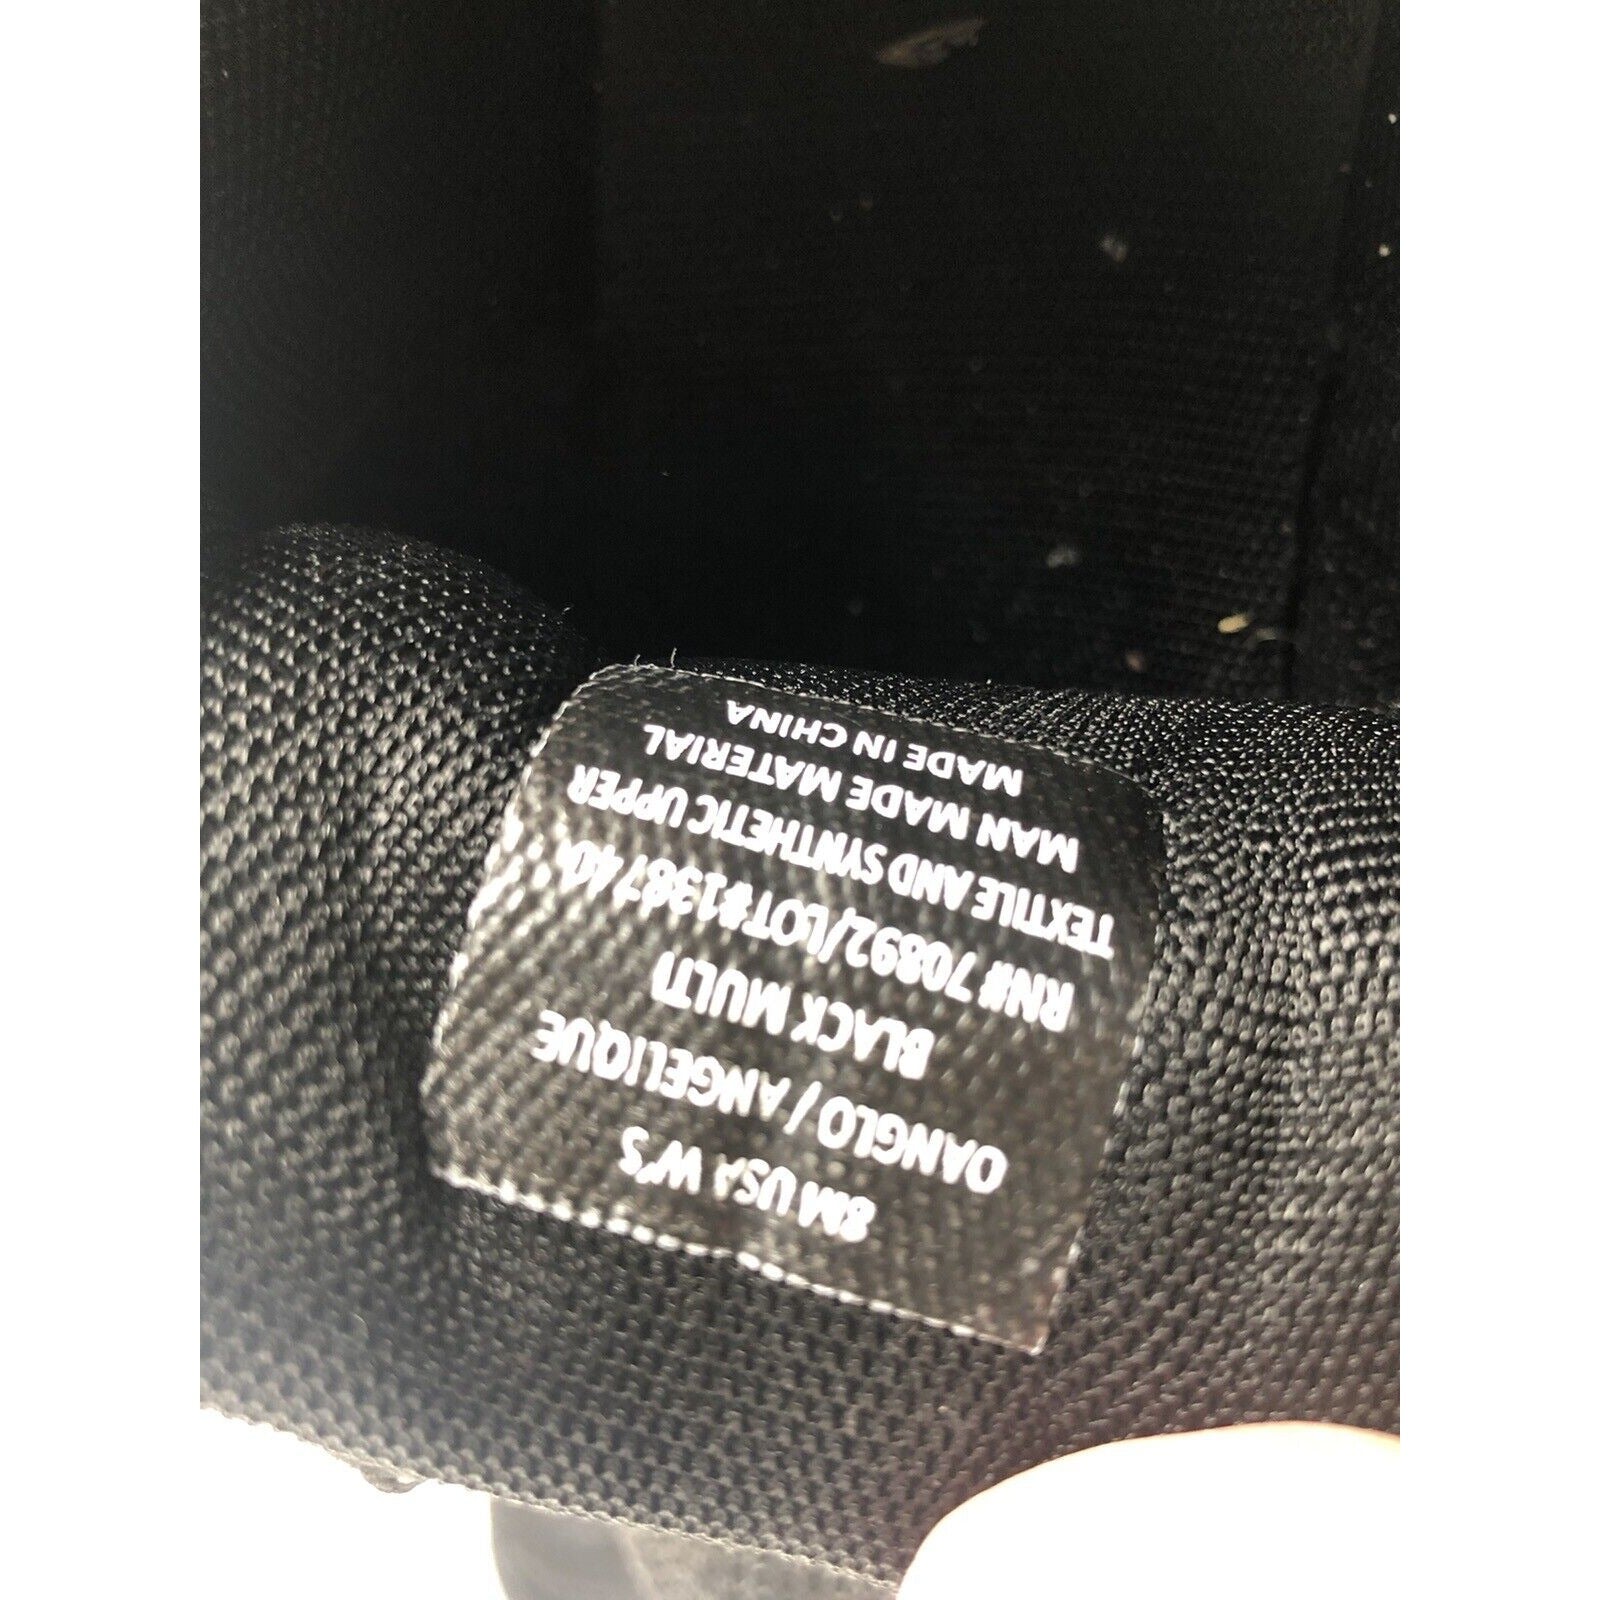 8M USA W'S
OANGLO / ANGELIQUE
BLACK MULTI
RN# 70892/LOT#138740
TEXTILE AND SYNTHETIC UPPER
MAN MADE MATERIAL
MADE IN CHINA